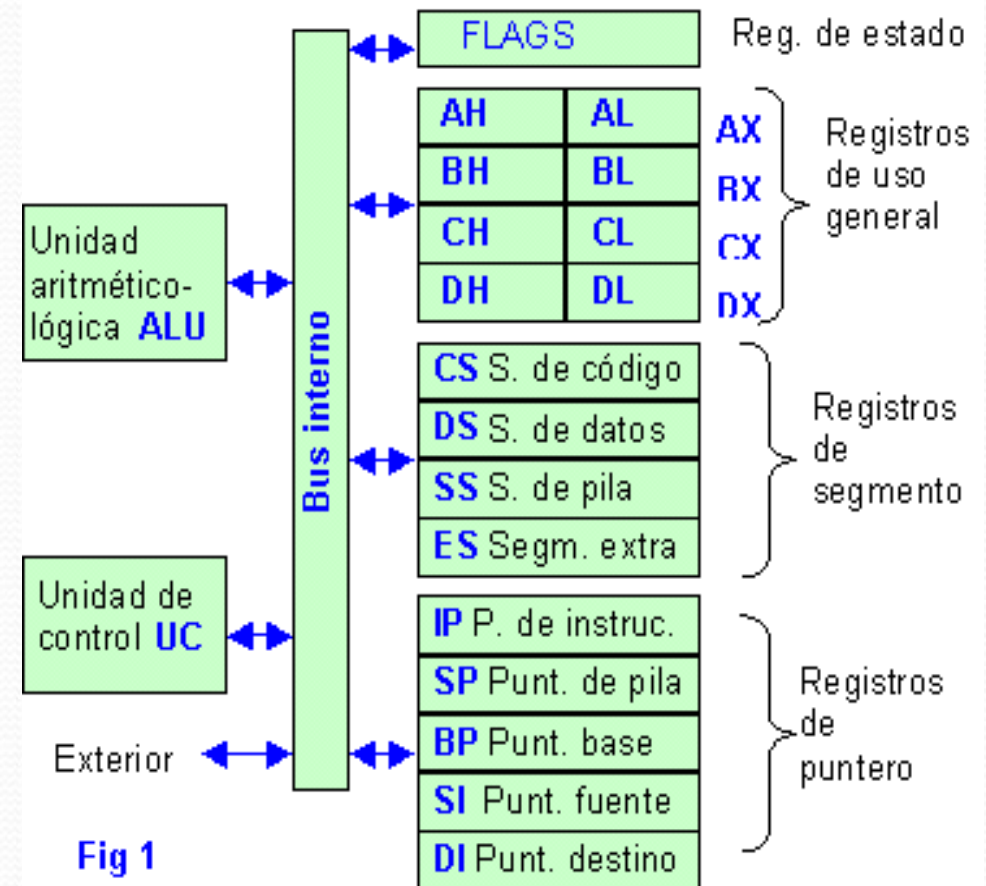 FLAGS
Reg. de estado
AH AL AX
BH BL BX
CH CL CX
DH DL DX
Registros
de uso
general
Unidad
aritmético-
lógica ALU
Bus interno
CS S. de código
DS S. de datos
SS S. de pila
ES Segm. extra
Registros
de
segmento
Unidad de
control UC
IP P. de instruc.
SP Punt. de pila
BP Punt. base
SI Punt. fuente
DI Punt. destino
Registros
de
puntero
Exterior
Fig 1